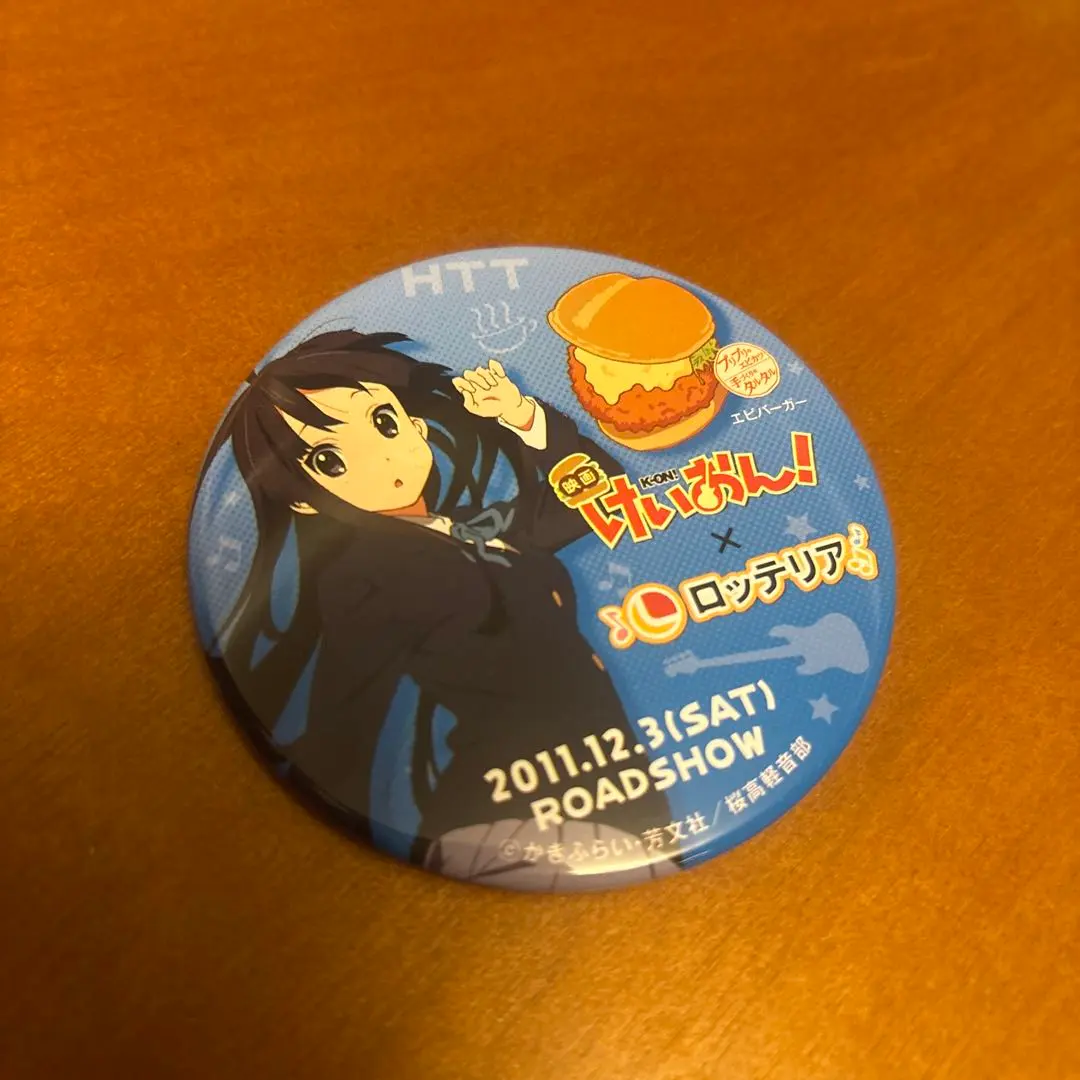 HTT
プリプリのエビカツ
手づくりのタルタル
エビバーガー
映画
K-ON!
けいおん!
×
L ロッテリア
2011.12.3(SAT)
ROADSHOW
©かきふらい・芳文社/桜高軽音部